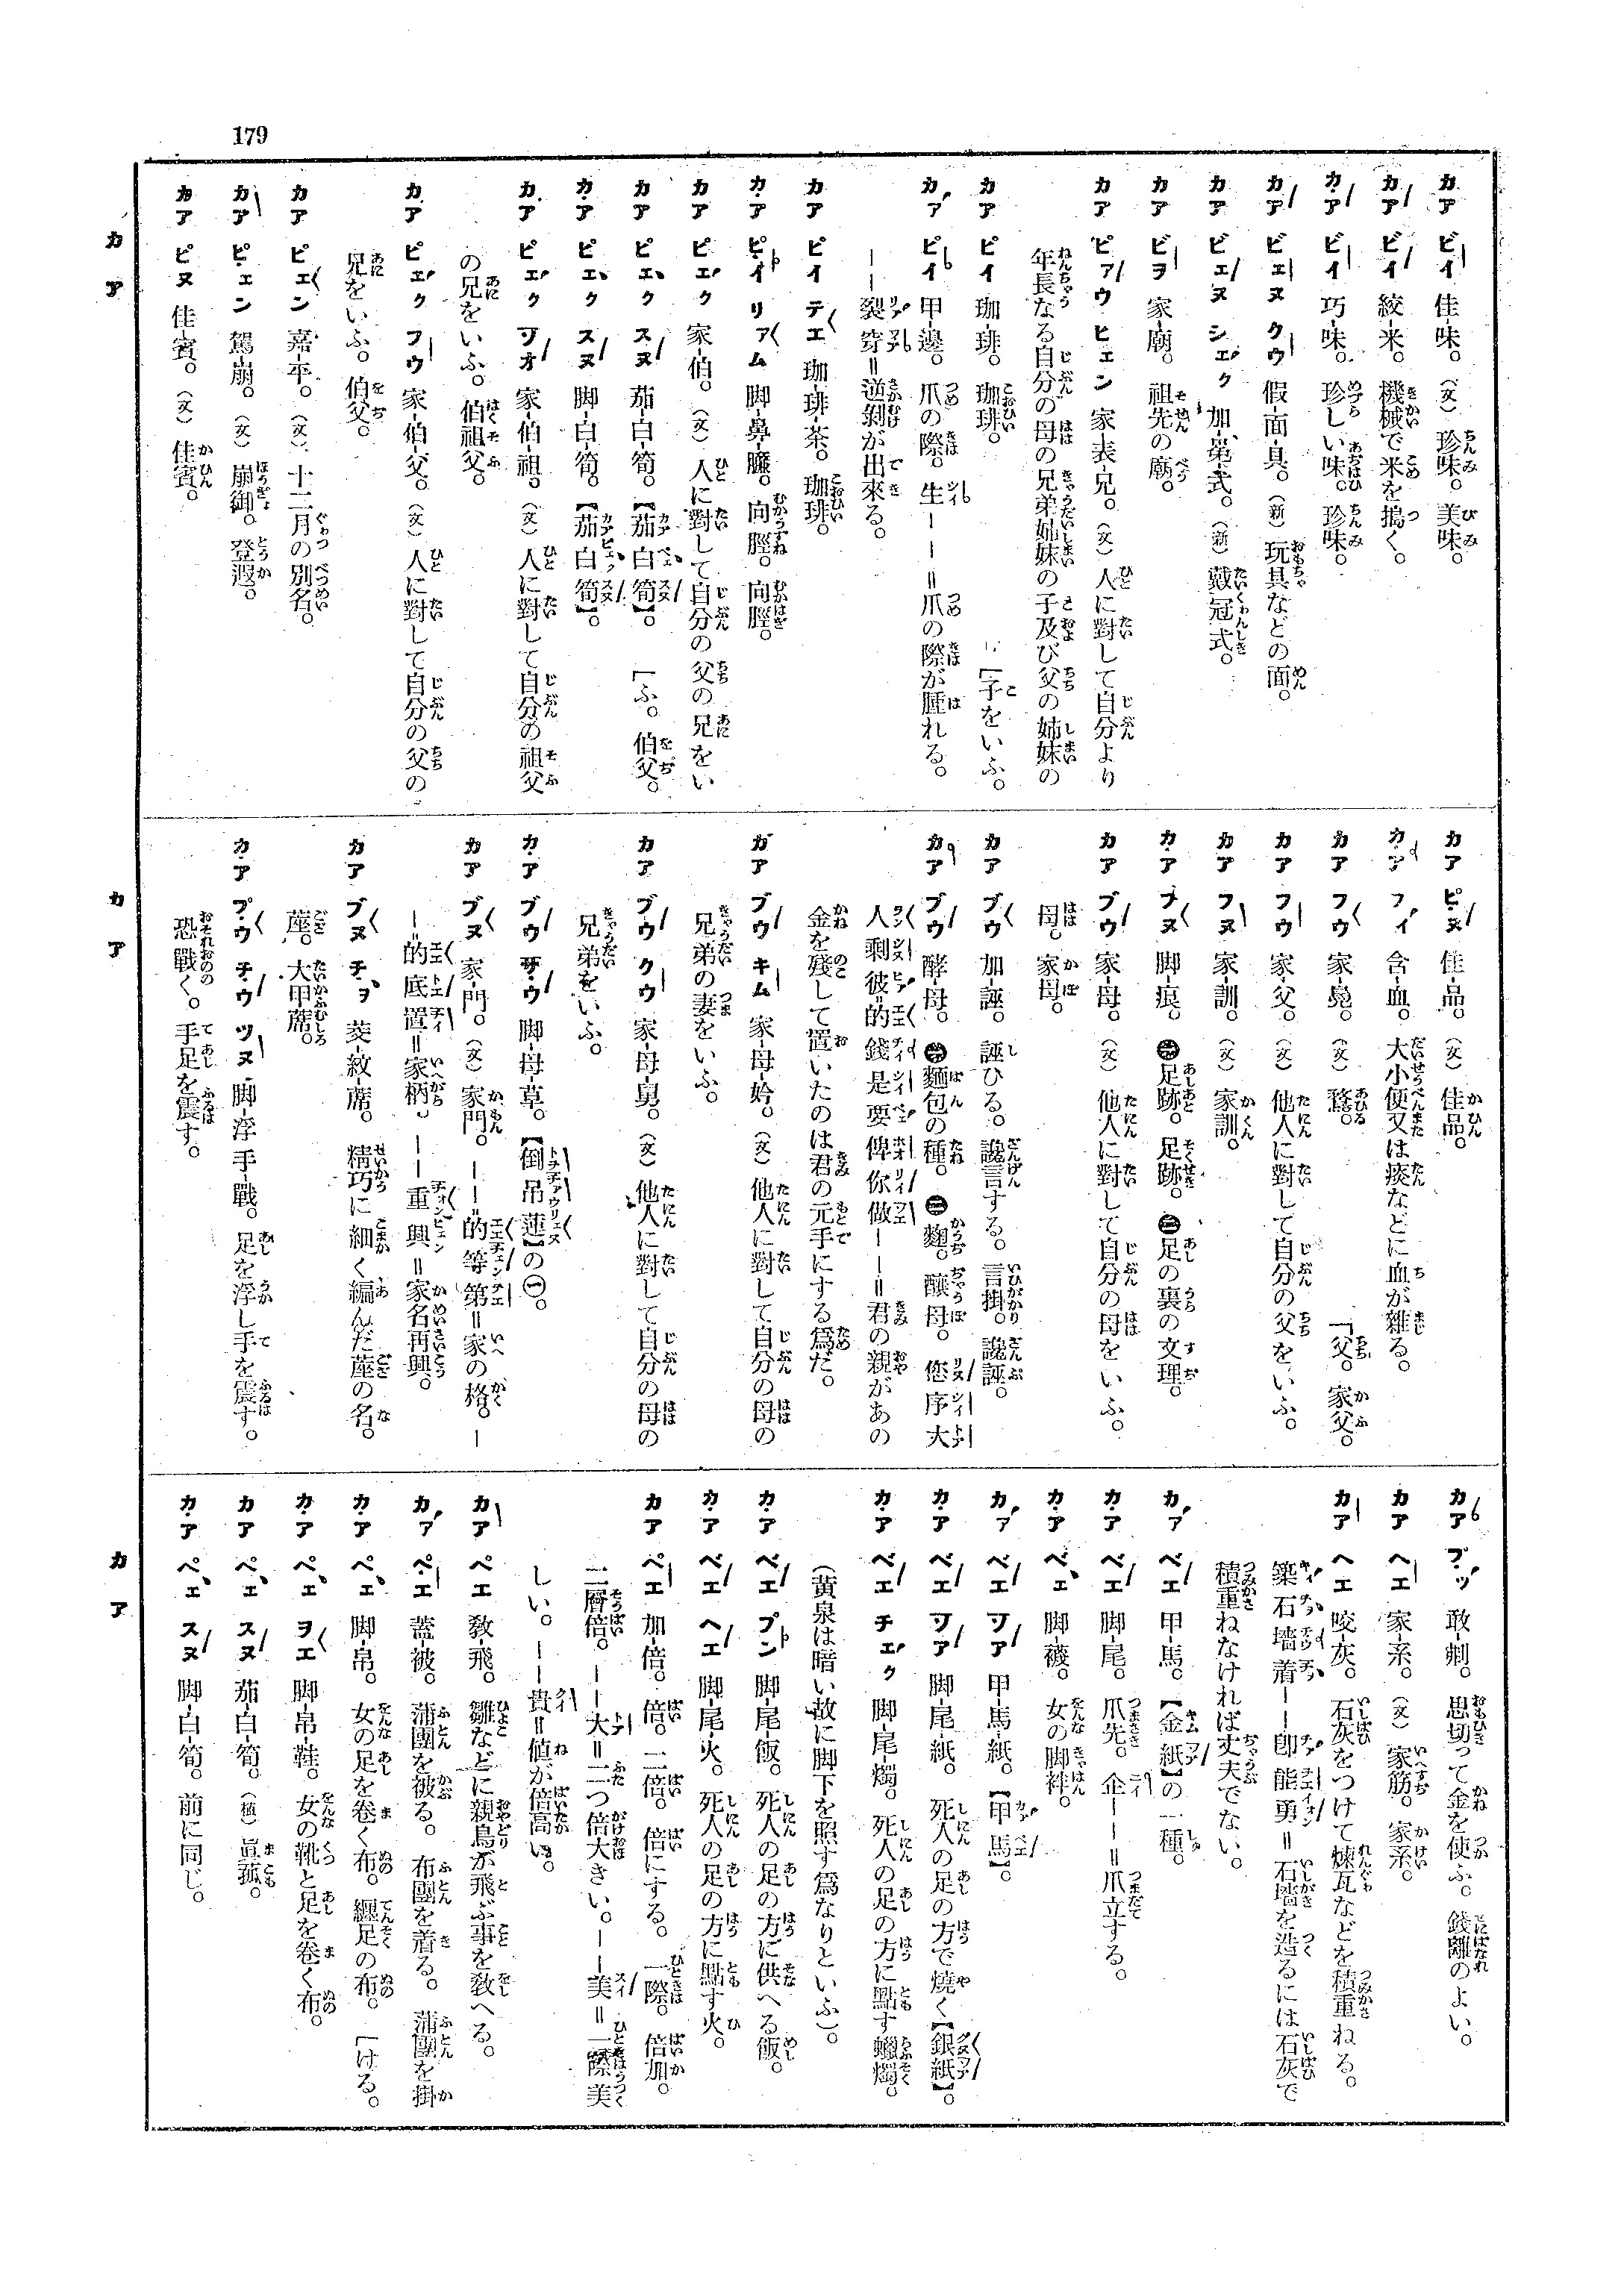 179
カア ビイ 佳-味。(文) 珍味。美味。
カア ビイ 絞-米。機械で米を搗く。
カア ビイ 巧-味。珍しい味。珍味。
カア ビェヌ クウ 假-面-具。(新) 玩具などの面。
カア ビェヌ シェク 加-冕-式。(新) 戴冠式。
カア ビヲ 家-廟。祖先の廟。
カア ピァウ ヒェン 家-表-兄。(文) 人に對して自分より
年長なる自分の母の兄弟姉妹の子及び父の姉妹の
カア ピイ 珈-琲。珈琲。 [子をいふ。
カァ ピイ 甲-邊。爪の際。生ーー=爪の際が腫れる。
ーー裂穿=逆剝が出來る。
カア ピイ テエ 珈-琲-茶。珈琲。
カア ピイ リアム 脚-鼻-臁。向脛。向脛。
カア ピェク 家-伯。(文) 人に對して自分の父の兄をい
カア ピェク スヌ 茄-白-筍。【茄白筍】。 [ふ。伯父。
カア ピェク スヌ 脚-白-筍。【茄白筍】。
カア ピェク ツオ 家-伯-祖。(文) 人に對して自分の祖父
の兄をいふ。伯祖父。
カア ピェク フウ 家-伯-父。(文) 人に對して自分の父の
兄をいふ。伯父。
カア ピェン 嘉-平。(文) 十二月の別名。
カア ピェン 駕-崩。(文) 崩御。登遐。
カア ピヌ 佳-賓。(文) 佳賓。
カア
カア ピヌ 佳-品。(文) 佳品。
カア フイ 含-血。大小便又は痰などに血が雜る。
カア フウ 家-鳧。(文) 鶩。 [父。家父。
カア フウ 家-父。(文) 他人に對して自分の父をいふ。
カア フヌ 家-訓。(文) 家訓。
カア フヌ 脚-痕。㊀足跡。足跡。㊁足の裏の文理。
カア ブウ 家-母。(文) 他人に對して自分の母をいふ。
母。家母。
カア ブウ 加-誣。誣ひる。讒言する。言掛。讒誣。
カア ブウ 酵-母。㊀麵包の種。㊁麴。釀母。您序大
人剩彼的錢是要俾你做ーー=君の親があの
金を殘して置いたのは君の元手にする爲だ。
カア ブウ キム 家-母-妗。(文) 他人に對して自分の母の
兄弟の妻をいふ。
カア ブウ クウ 家-母-舅。(文) 他人に對して自分の母の
兄弟をいふ。
カア ブウ サウ 脚-母-草。【倒吊蓮】の㊀。
カア ブヌ 家-門。(文) 家門。ーー的等第=家の格。ー
ー的底置=家柄。ーー重興=家名再興。
カア ブヌ チヲ 茭-紋-蓆。精巧に細く編んだ蓙の名。
蓙。大甲蓆。
カア プウ チウ ツヌ 脚-浮-手-戰。足を浮し手を震す。
恐戰く。手足を震す。
カア
カア プッ 敢-剕。思切って金を使ふ。錢離のよい。
カア ヘエ 家-系。(文) 家筋。家系。
カア ヘエ 咬-灰。石灰をつけて煉瓦などを積重ねる。
築石墻着ーー卽能勇=石墻を造るには石灰で
積重ねなければ丈夫でない。
カァ ベエ 甲-馬。【金紙】の一種。
カア ベエ 脚-尾。爪先。企ーー=爪立する。
カア ベェ 脚-襪。女の脚絆。
カァ ベエ ツア 甲-馬-紙。【甲馬】。
カア ベエ ツア 脚-尾-紙。死人の足の方で燒く【銀紙】。
カア ベエ チェク 脚-尾-燭。死人の足の方に點す蠟燭。
(黃泉は暗い故に脚下を照す爲なりといふ)。
カア ベエ プン 脚-尾-飯。死人の足の方に供へる飯。
カア ベエ ヘエ 脚-尾-火。死人の足の方に點す火。
カア ペエ 加-倍。倍。二倍。倍にする。一際。倍加。
二層倍。ーー大=二つ倍大きい。ーー美=一際美
しい。ーー貴=値が倍高い。
カア ペエ 敎-飛。雛などに親鳥が飛ぶ事を敎へる。
カァ ペェ 蓋-被。蒲團を被る。布團を着る。蒲團を掛
カア ペェ 脚-帛。女の足を卷く布。纏足の布。 [ける。
カア ペェ ヲエ 脚-帛-鞋。女の靴と足を卷く布。
カア ペェ スヌ 茄-白-筍。(植) 眞菰。
カア ペェ スヌ 脚-白-筍。前に同じ。
カア